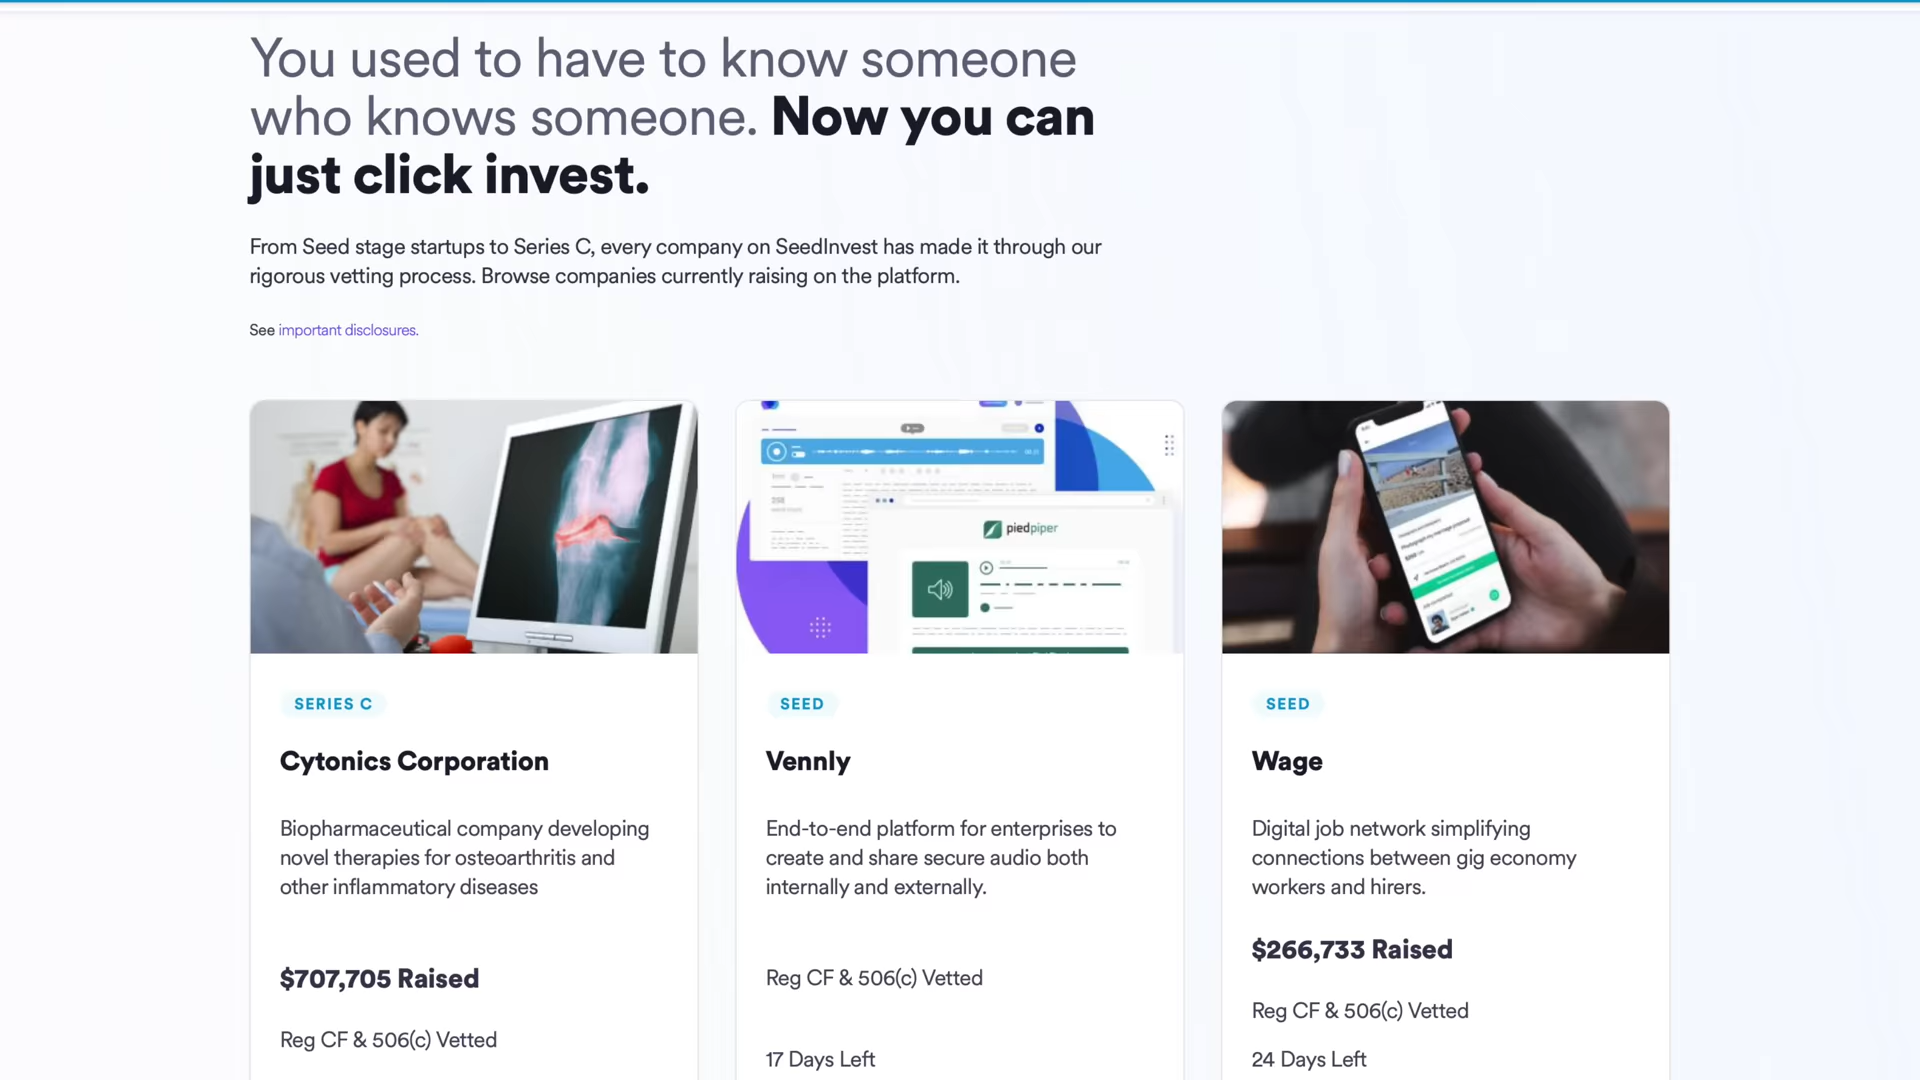 You used to have to know someone
who knows someone. Now you can
just click invest.
From Seed stage startups to Series C, every company on SeedInvest has made it through our
rigorous vetting process. Browse companies currently raising on the platform.
See important disclosures.
piedpiper
SERIES C
Cytonics Corporation
Biopharmaceutical company developing
novel therapies for osteoarthritis and
other inflammatory diseases
$707,705 Raised
Reg CF & 506(c) Vetted
SEED
Vennly
End-to-end platform for enterprises to
create and share secure audio both
internally and externally.
Reg CF & 506(c) Vetted
17 Days Left
SEED
Wage
Digital job network simplifying
connections between gig economy
workers and hirers.
$266,733 Raised
Reg CF & 506(c) Vetted
24 Days Left